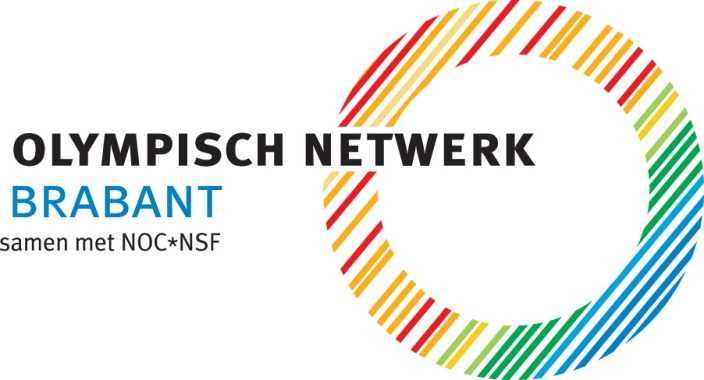 OLYMPISCH NETWERK
BRABANT
samen met NOC*NSF